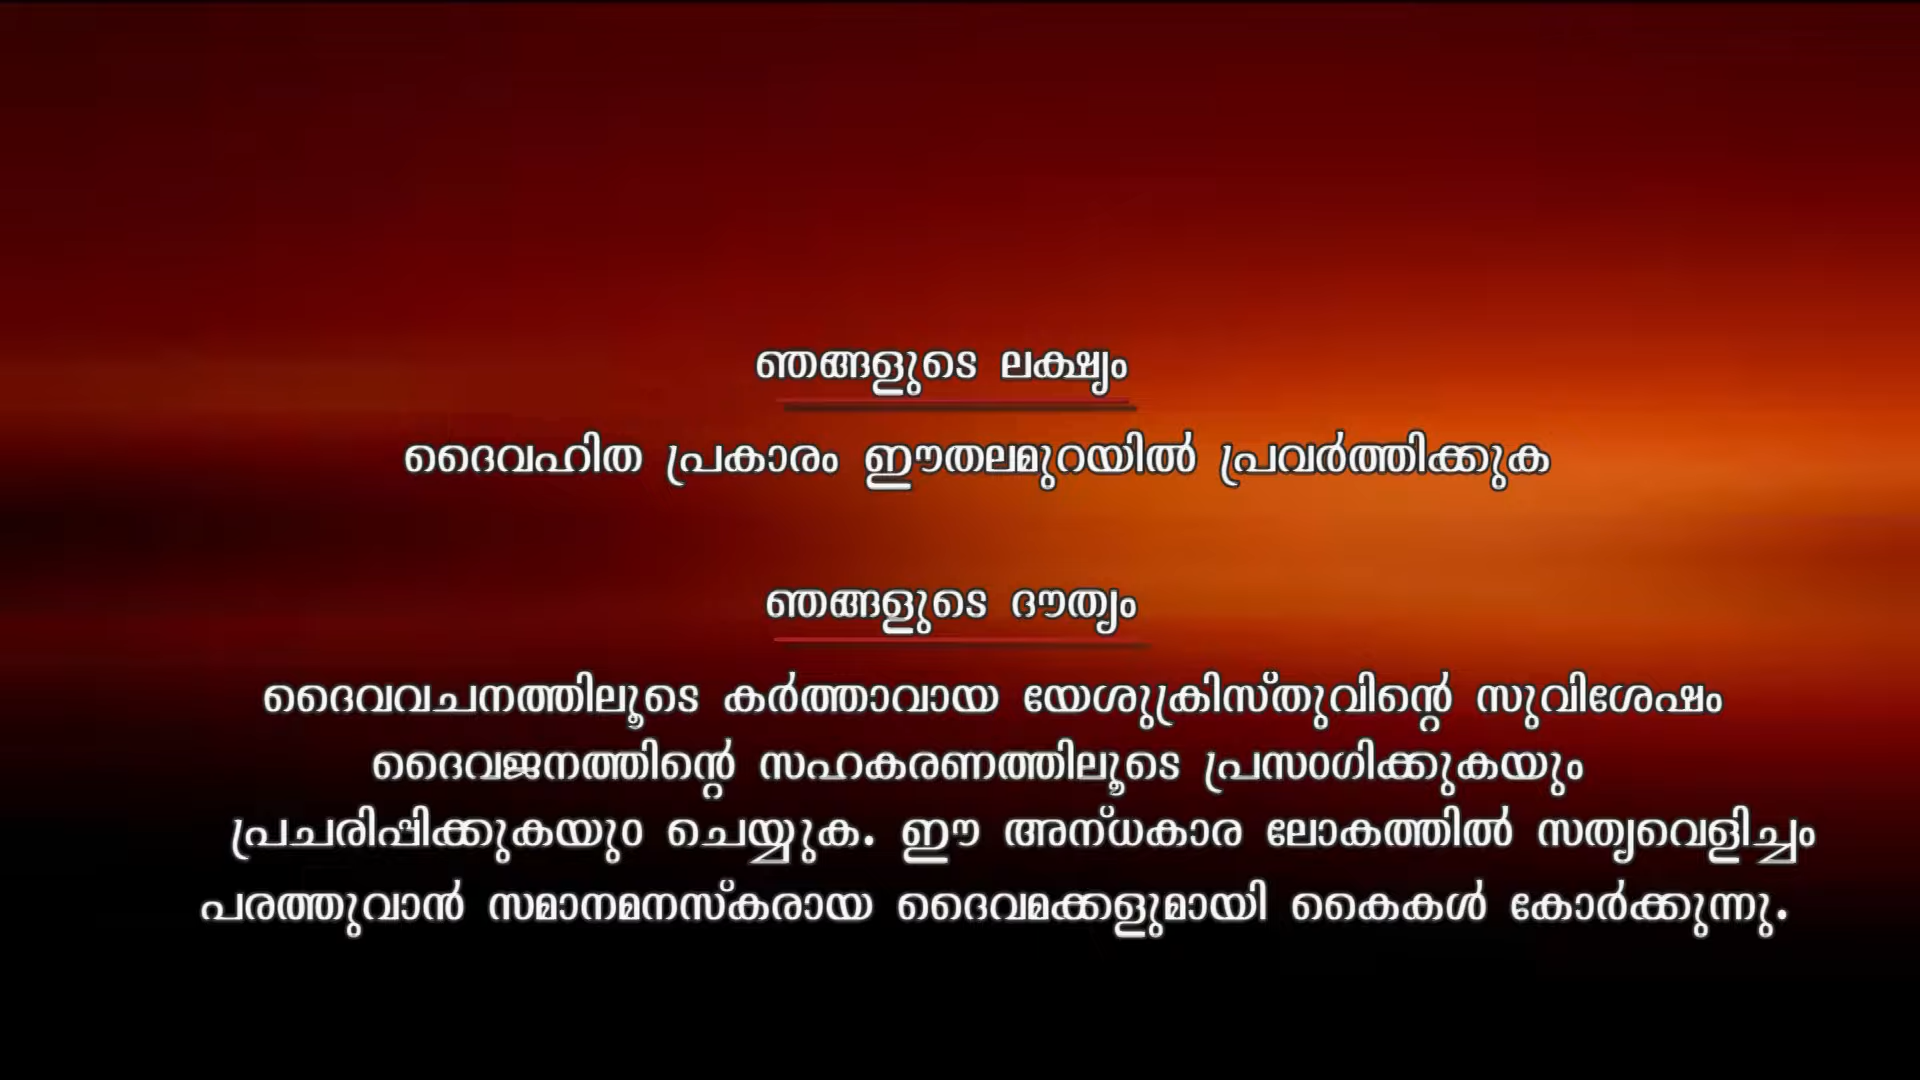 ഞങ്ങളുടെ ലക്ഷ്യം
ദൈവഹിത പ്രകാരം ഈതലമുറയിൽ പ്രവർത്തിക്കുക
ഞങ്ങളുടെ ദൗത്യം
ദൈവവചനത്തിലൂടെ കർത്താവായ യേശുക്രിസ്തുവിന്റെ സുവിശേഷം
ദൈവജനത്തിന്റെ സഹകരണത്തിലൂടെ പ്രസംഗിക്കുകയും
പ്രചരിപ്പിക്കുകയും ചെയ്യുക. ഈ അന്ധകാര ലോകത്തിൽ സത്യവെളിച്ചം
പരത്തുവാൻ സമാനമനസ്കരായ ദൈവമക്കളുമായി കൈകൾ കോർക്കുന്നു.